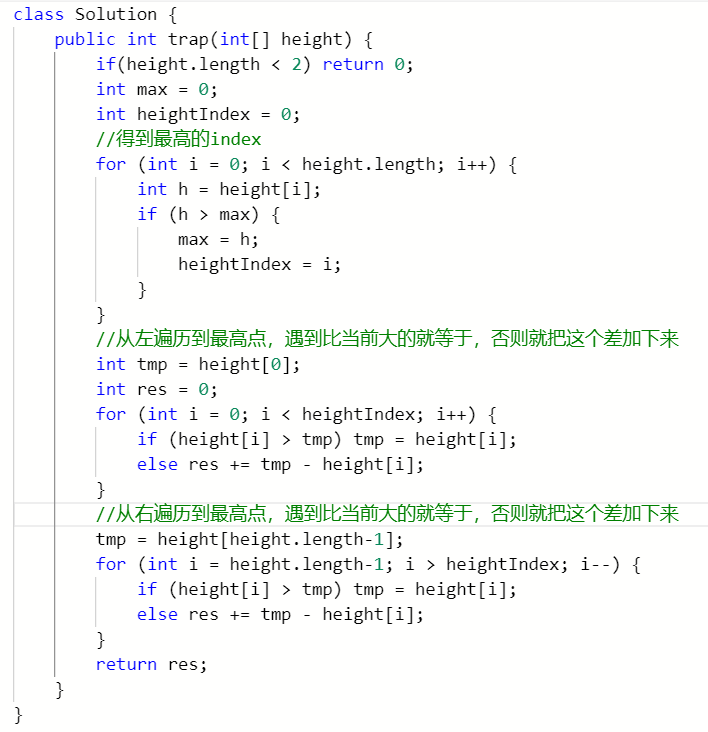 class Solution {
    public int trap(int[] height) {
        if(height.length < 2) return 0;
        int max = 0;
        int heightIndex = 0;
        //得到最高的index
        for (int i = 0; i < height.length; i++) {
            int h = height[i];
            if (h > max) {
                max = h;
                heightIndex = i;
            }
        }
        //从左遍历到最高点，遇到比当前大的就等于，否则就把这个差加下来
        int tmp = height[0];
        int res = 0;
        for (int i = 0; i < heightIndex; i++) {
            if (height[i] > tmp) tmp = height[i];
            else res += tmp - height[i];
        }
        //从右遍历到最高点，遇到比当前大的就等于，否则就把这个差加下来
        tmp = height[height.length-1];
        for (int i = height.length-1; i > heightIndex; i--) {
            if (height[i] > tmp) tmp = height[i];
            else res += tmp - height[i];
        }
        return res;
    }
}